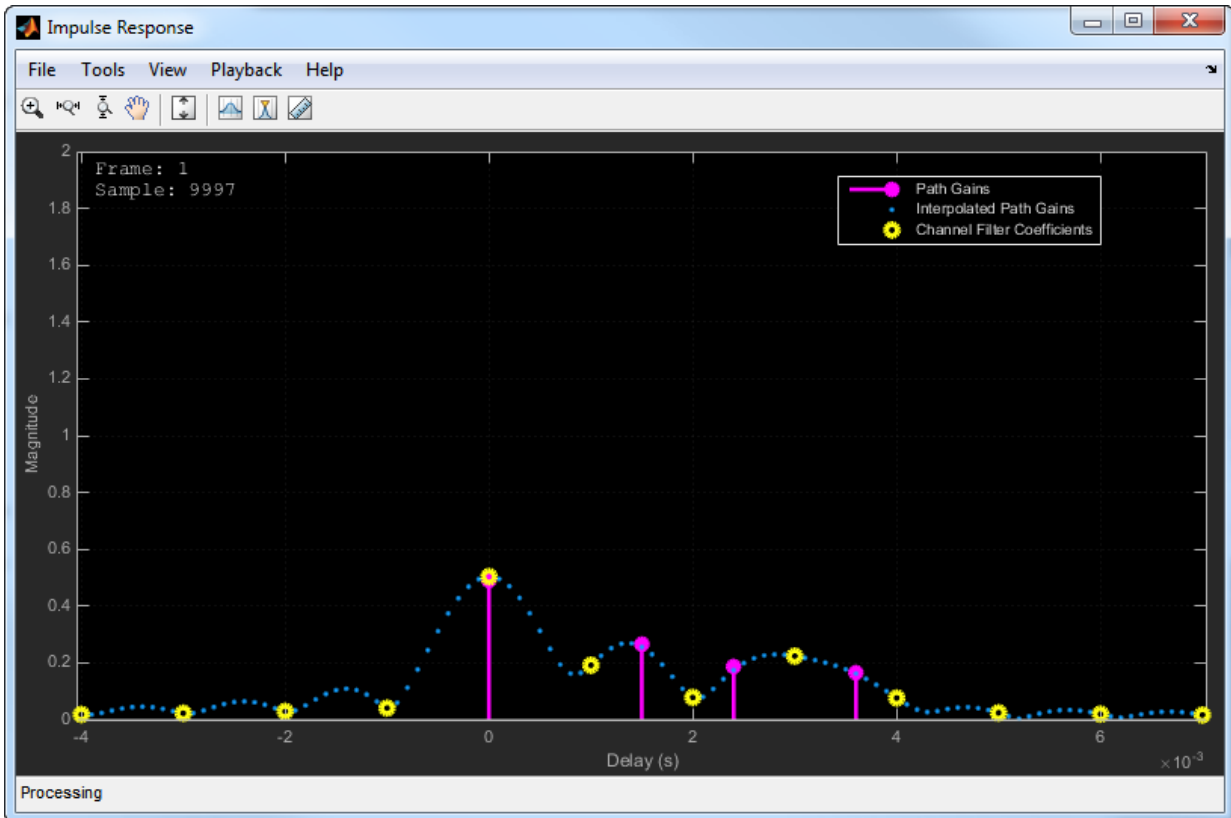 Impulse Response
File Tools View Playback Help
Frame: 1
Sample: 9997
Path Gains
Interpolated Path Gains
Channel Filter Coefficients
2
1.8
1.6
1.4
1.2
1
0.8
0.6
0.4
0.2
0
Magnitude
-4 -2 0 2 4 6
Delay (s)
×10-3
Processing